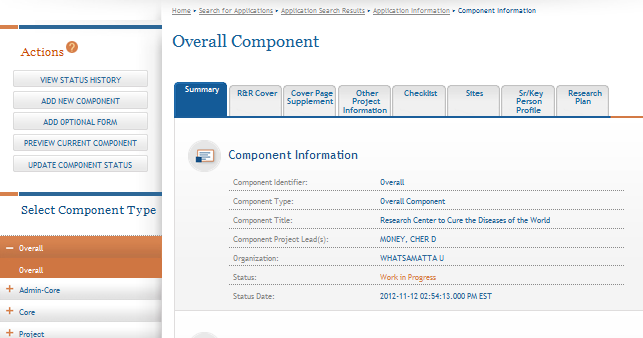 Home ▸ Search for Applications ▸ Application Search Results ▸ Application Information ▸ Component Information
Actions ?
VIEW STATUS HISTORY
ADD NEW COMPONENT
ADD OPTIONAL FORM
PREVIEW CURRENT COMPONENT
UPDATE COMPONENT STATUS
Select Component Type
− Overall
Overall
+ Admin-Core
+ Core
+ Project
Overall Component
Summary
R&R Cover
Cover Page
Supplement
Other
Project
Information
Checklist
Sites
Sr/Key
Person
Profile
Research
Plan
Component Information
Component Identifier: Overall
Component Type: Overall Component
Component Title: Research Center to Cure the Diseases of the World
Component Project Lead(s): MONEY, CHER D
Organization: WHATSAMATTA U
Status: Work in Progress
Status Date: 2012-11-12 02:54:13.000 PM EST